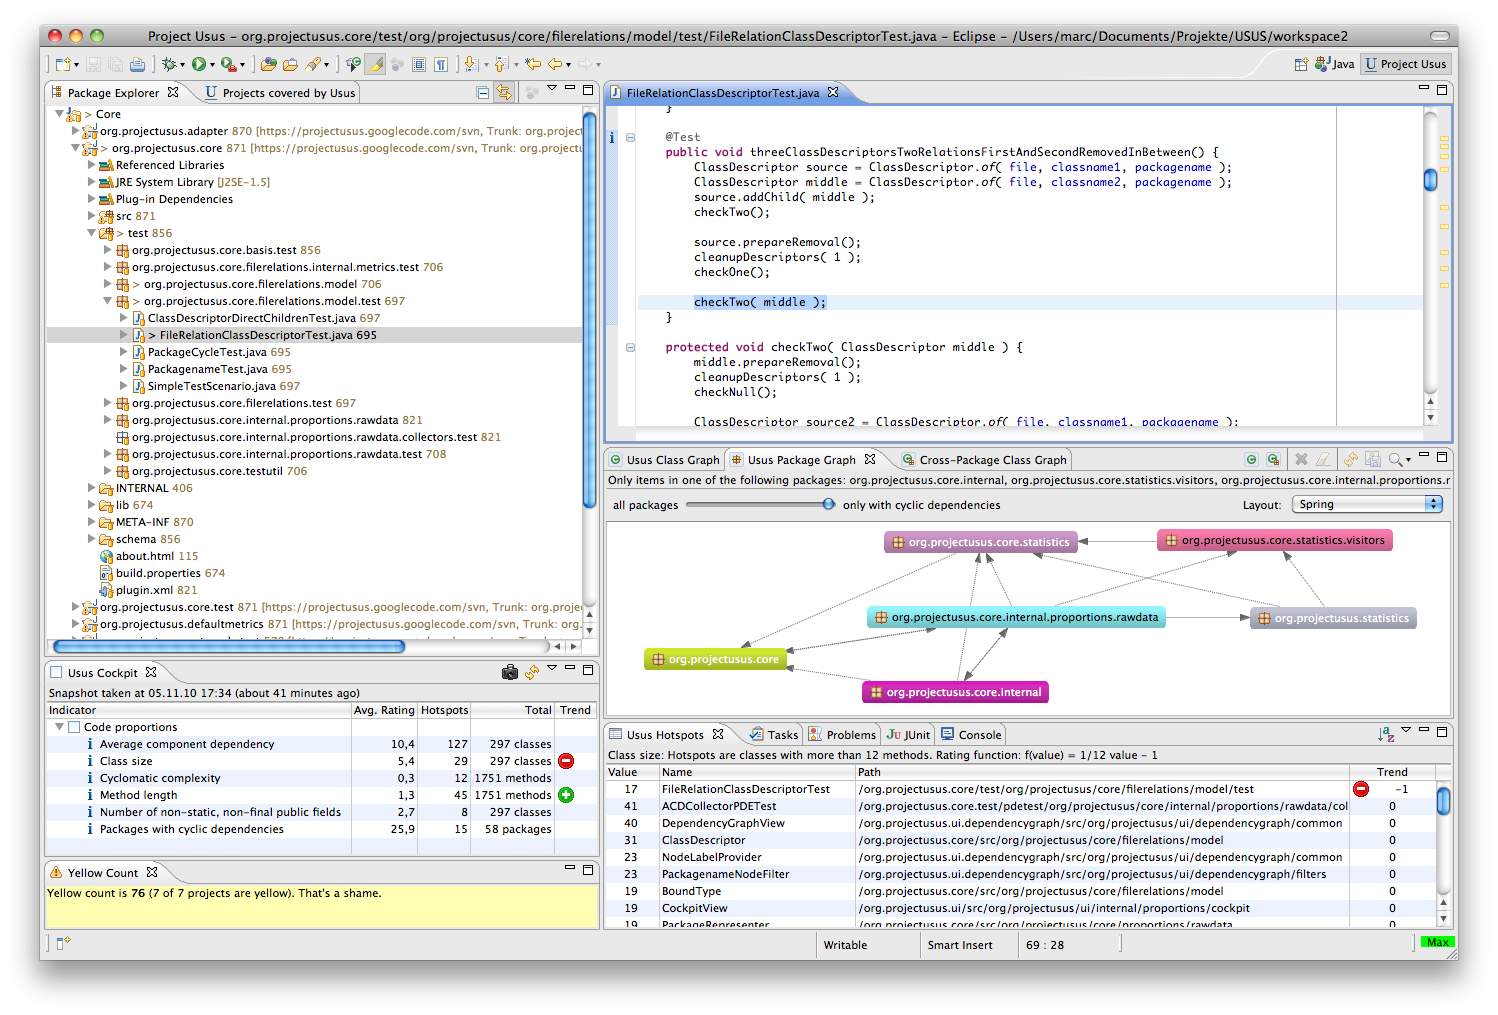 Project Usus - org.projectusus.core/test/org/projectusus/core/filerelations/model/test/FileRelationClassDescriptorTest.java - Eclipse - /Users/marc/Documents/Projekte/USUS/workspace2
Java
U Project Usus
Package Explorer
U Projects covered by Usus
> Core
org.projectusus.adapter 870 [https://projectusus.googlecode.com/svn, Trunk: org.project
> org.projectusus.core 871 [https://projectusus.googlecode.com/svn, Trunk: org.projectu
Referenced Libraries
JRE System Library [J2SE-1.5]
Plug-in Dependencies
src 871
> test 856
org.projectusus.core.basis.test 856
org.projectusus.core.filerelations.internal.metrics.test 706
> org.projectusus.core.filerelations.model 706
> org.projectusus.core.filerelations.model.test 697
ClassDescriptorDirectChildrenTest.java 697
> FileRelationClassDescriptorTest.java 695
PackageCycleTest.java 695
PackagenameTest.java 695
SimpleTestScenario.java 697
org.projectusus.core.filerelations.test 697
org.projectusus.core.internal.proportions.rawdata 821
org.projectusus.core.internal.proportions.rawdata.collectors.test 821
org.projectusus.core.internal.proportions.rawdata.test 708
org.projectusus.core.testutil 706
INTERNAL 406
lib 674
META-INF 870
schema 856
about.html 115
build.properties 674
plugin.xml 821
org.projectusus.core.test 871 [https://projectusus.googlecode.com/svn, Trunk: org.proje
org.projectusus.defaultmetrics 871 [https://projectusus.googlecode.com/svn, Trunk: org.
FileRelationClassDescriptorTest.java
}
@Test
public void threeClassDescriptorsTwoRelationsFirstAndSecondRemovedInBetween() {
ClassDescriptor source = ClassDescriptor.of( file, classname1, packagename );
ClassDescriptor middle = ClassDescriptor.of( file, classname2, packagename );
source.addChild( middle );
checkTwo();
source.prepareRemoval();
cleanupDescriptors( 1 );
checkOne();
checkTwo( middle );
}
protected void checkTwo( ClassDescriptor middle ) {
middle.prepareRemoval();
cleanupDescriptors( 1 );
checkNull();
ClassDescriptor source2 = ClassDescriptor.of( file, classname1, packagename );
Usus Class Graph
Usus Package Graph
Cross-Package Class Graph
Only items in one of the following packages: org.projectusus.core.internal, org.projectusus.core.statistics.visitors, org.projectusus.core.internal.proportions.r
all packages
only with cyclic dependencies
Layout:
Spring
org.projectusus.core.statistics
org.projectusus.core.statistics.visitors
org.projectusus.core.internal.proportions.rawdata
org.projectusus.statistics
org.projectusus.core
org.projectusus.core.internal
Usus Cockpit
Snapshot taken at 05.11.10 17:34 (about 41 minutes ago)
Indicator Avg. Rating Hotspots Total Trend
Code proportions
Average component dependency 10,4 127 297 classes
Class size 5,4 29 297 classes
Cyclomatic complexity 0,3 12 1751 methods
Method length 1,3 45 1751 methods
Number of non-static, non-final public fields 2,7 8 297 classes
Packages with cyclic dependencies 25,9 15 58 packages
Yellow Count
Yellow count is 76 (7 of 7 projects are yellow). That's a shame.
Usus Hotspots
Tasks
Problems
JUnit
Console
Class size: Hotspots are classes with more than 12 methods. Rating function: f(value) = 1/12 value - 1
Value Name Path Trend
17 FileRelationClassDescriptorTest /org.projectusus.core/test/org/projectusus/core/filerelations/model/test -1
41 ACDCollectorPDETest /org.projectusus.core.test/pdetest/org/projectusus/core/internal/proportions/rawdata/col 0
40 DependencyGraphView /org.projectusus.ui.dependencygraph/src/org/projectusus/ui/dependencygraph/common 0
31 ClassDescriptor /org.projectusus.core/src/org/projectusus/core/filerelations/model 0
23 NodeLabelProvider /org.projectusus.ui.dependencygraph/src/org/projectusus/ui/dependencygraph/common 0
23 PackagenameNodeFilter /org.projectusus.ui.dependencygraph/src/org/projectusus/ui/dependencygraph/filters 0
19 BoundType /org.projectusus.core/src/org/projectusus/core/filerelations/model 0
19 CockpitView /org.projectusus.ui/src/org/projectusus/ui/internal/proportions/cockpit 0
19 PackageRepresenter /org.projectusus.core/src/org/projectusus/core/proportions/rawdata 0
Writable
Smart Insert
69 : 28
Max